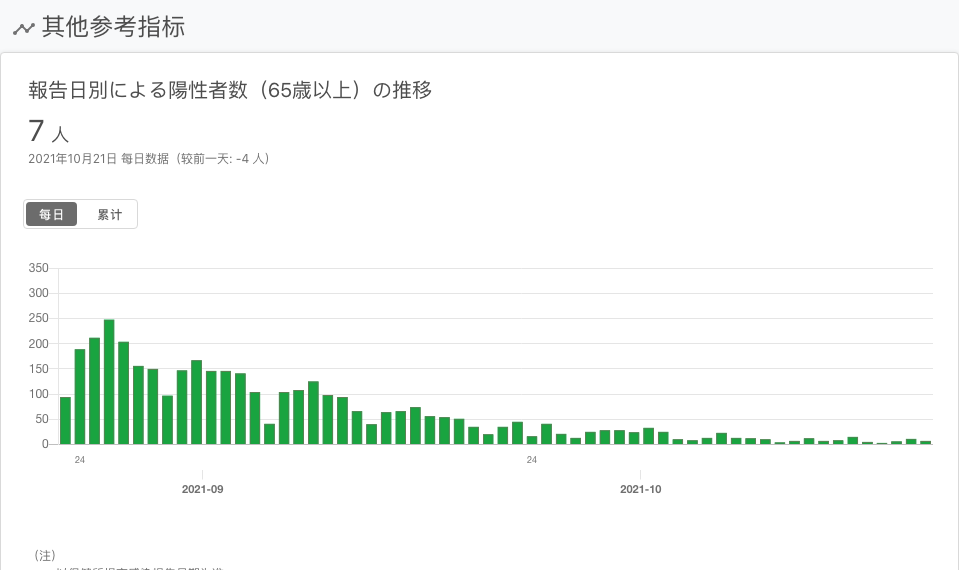 其他参考指标
報告日別による陽性者数（65歳以上）の推移
7 人
2021年10月21日 每日数据（较前一天: -4 人）
每日 累计
350
300
250
200
150
100
50
0
24 24
2021-09 2021-10
（注）